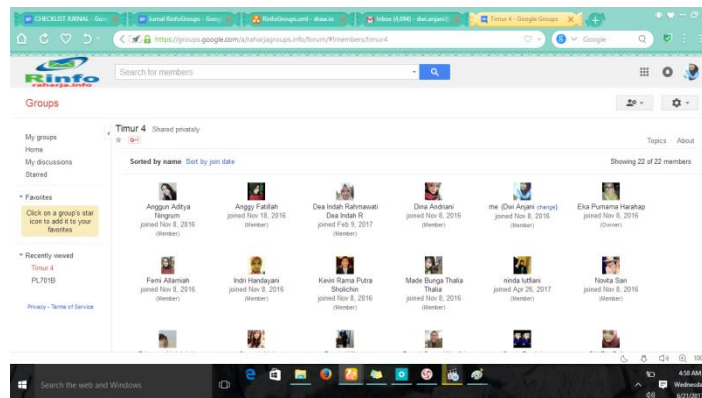 CHECKLIST JURNAL - Goo
Jurnal RinfoGroups - Goog
RinfoGroups.xml - draw.io
Inbox (4,094) - dwi.anjani@
Timur 4 - Google Groups
https://groups.google.com/a/raharjagroups.info/forum/#!members/timur4
Google
Rinfo
raharja.info
Search for members
Groups
My groups
Home
My discussions
Starred
Favorites
Click on a group's star
icon to add it to your
favorites
Recently viewed
Timur 4
PL701B
Privacy - Terms of Service
Timur 4 Shared privately
Topics About
Sorted by name Sort by join date
Showing 22 of 22 members
Anggun Aditya
Ningrum
joined Nov 8, 2016
(Member)
Anggy Fatillah
joined Nov 18, 2016
(Member)
Dea Indah Rahmawati
Dea Indah R
joined Feb 9, 2017
(Member)
Dina Andriani
joined Nov 8, 2016
(Member)
me (Dwi Anjani change)
joined Nov 8, 2016
(Member)
Eka Purnama Harahap
joined Nov 8, 2016
(Owner)
Femi Allamiah
joined Nov 8, 2016
(Member)
Indri Handayani
joined Nov 8, 2016
(Member)
Kevin Rama Putra
Sholichin
joined Nov 8, 2016
(Member)
Made Bunga Thalia
Thalia
joined Nov 8, 2016
(Member)
ninda lutfiani
joined Apr 26, 2017
(Member)
Novita Sari
joined Nov 8, 2016
(Member)
100
Search the web and Windows
4:58 AM
Wednesda
6/21/201